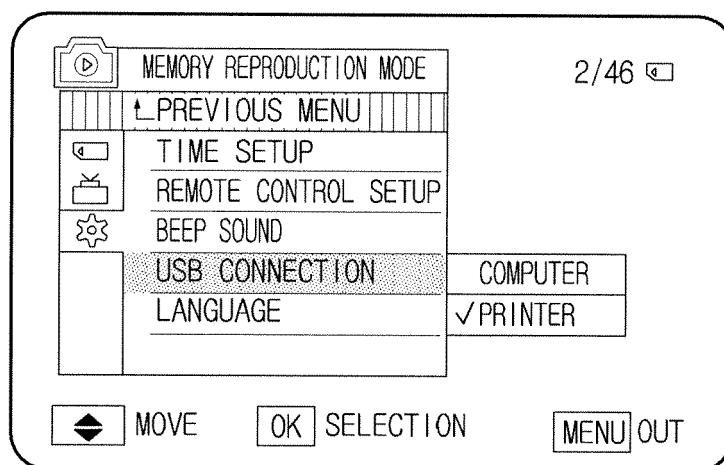 MEMORY REPRODUCTION MODE 2/46
PREVIOUS MENU
TIME SETUP
REMOTE CONTROL SETUP
BEEP SOUND
USB CONNECTION COMPUTER
LANGUAGE ✓PRINTER
MOVE OK SELECTION MENU OUT